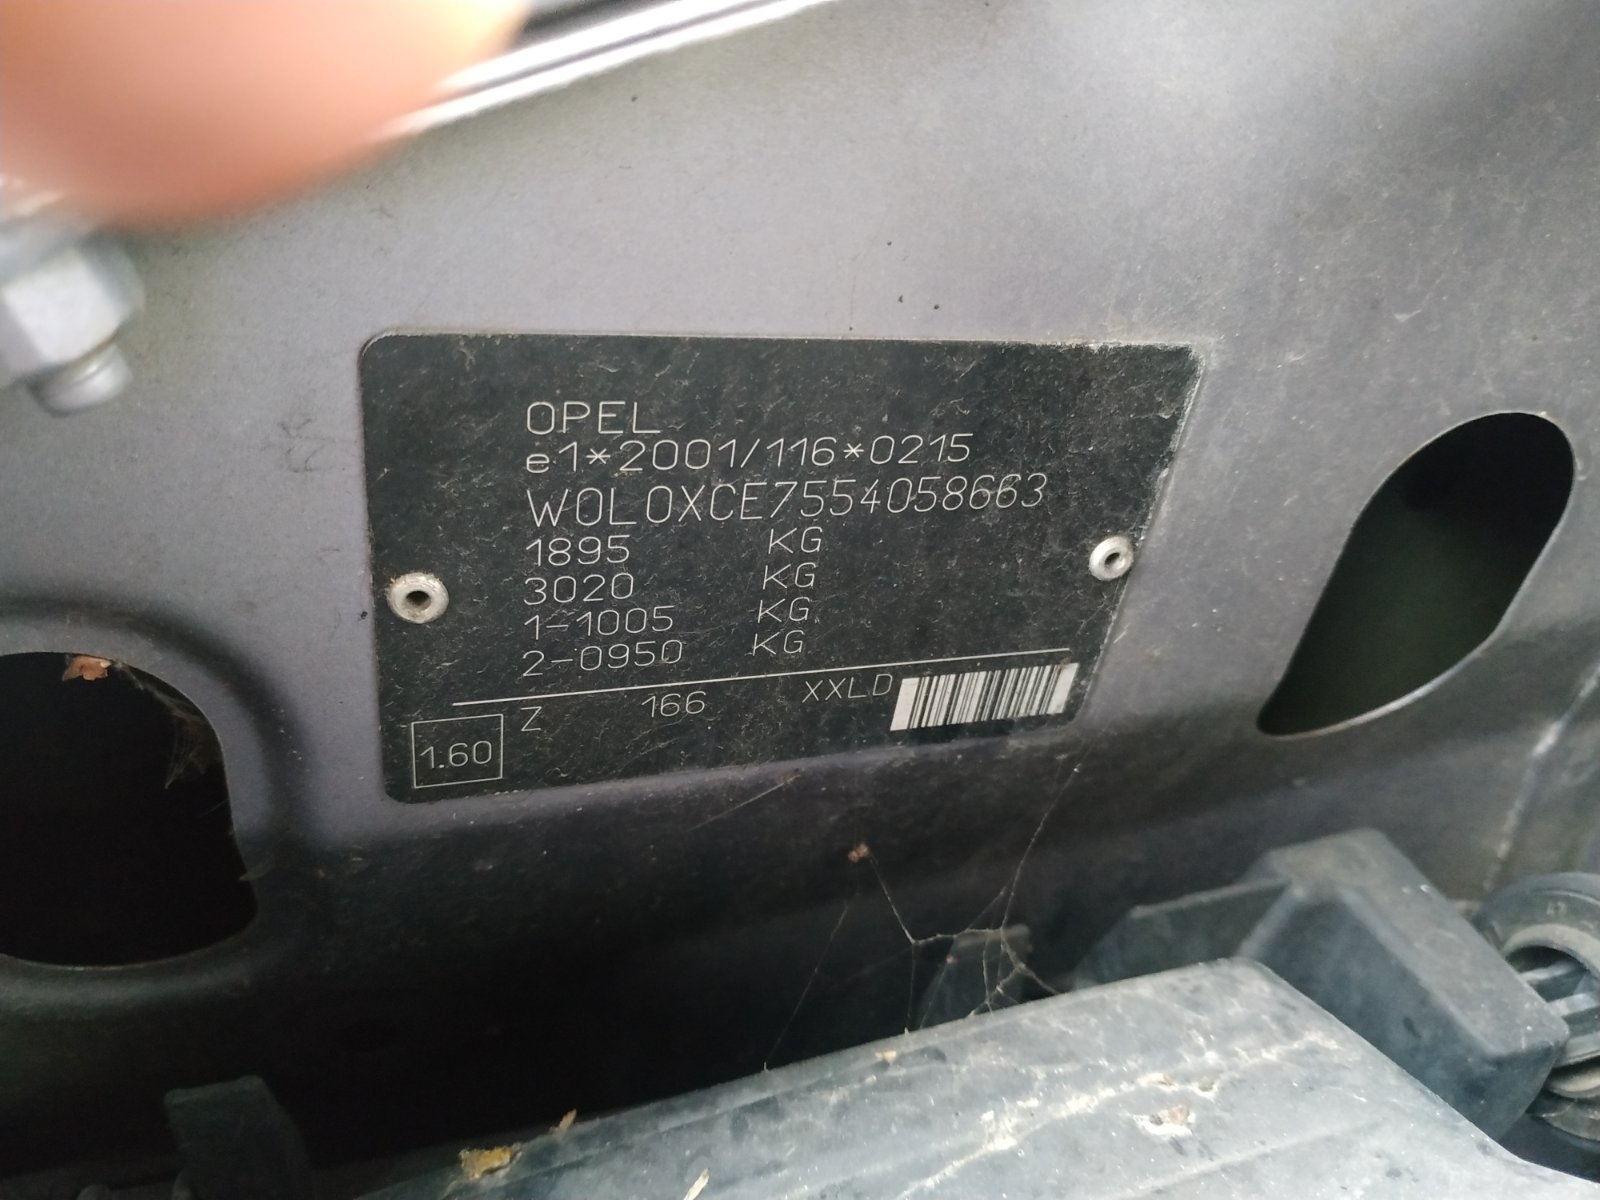 OPEL
e1*2001/116*0215
W0L0XCE7554058663
1895 KG
3020 KG
1-1005 KG
2-0950 KG
Z 166 XXLD
1.60